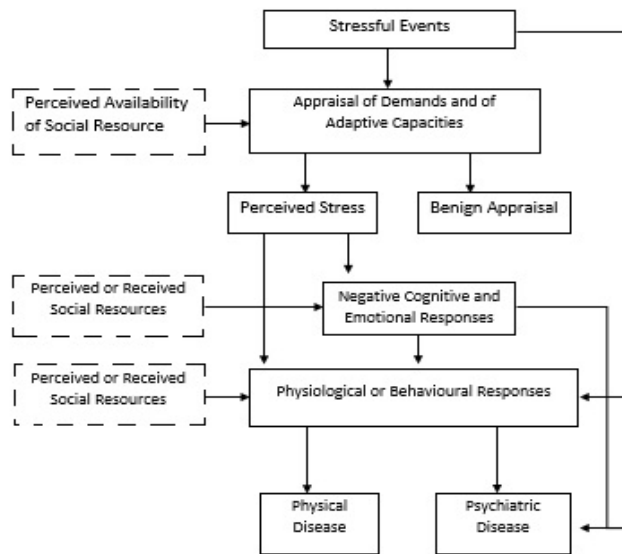 Stressful Events
Perceived Availability
of Social Resource
Appraisal of Demands and of
Adaptive Capacities
Perceived Stress
Benign Appraisal
Perceived or Received
Social Resources
Negative Cognitive and
Emotional Responses
Perceived or Received
Social Resources
Physiological or Behavioural Responses
Physical
Disease
Psychiatric
Disease